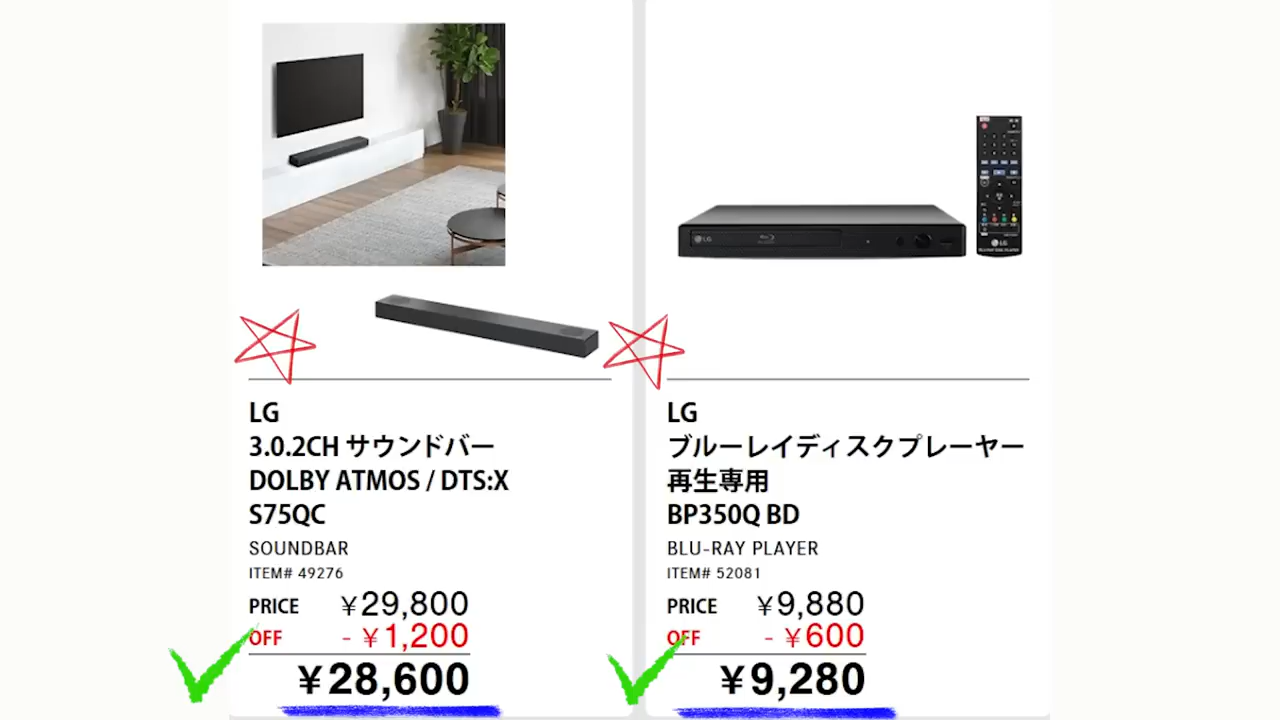 LG
3.0.2CH サウンドバー
DOLBY ATMOS / DTS:X
S75QC
SOUNDBAR
ITEM# 49276
PRICE ￥29,800
OFF - ￥1,200
￥28,600
LG
LG
LG
ブルーレイディスクプレーヤー
再生専用
BP350Q BD
BLU-RAY PLAYER
ITEM# 52081
PRICE ￥9,880
OFF - ￥600
￥9,280